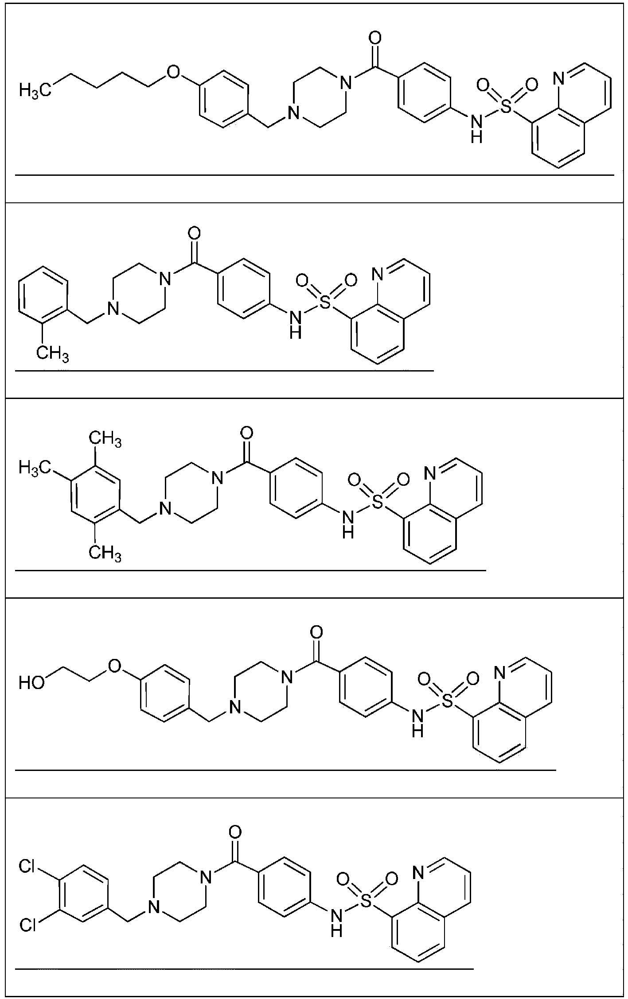 O
H3C O N N O O S N H N
O
N N O O S N H N
CH3
CH3 O
H3C N N O O S N H N
CH3
O
HO O N N O O S N H N
O
Cl N N O O S N H N
Cl